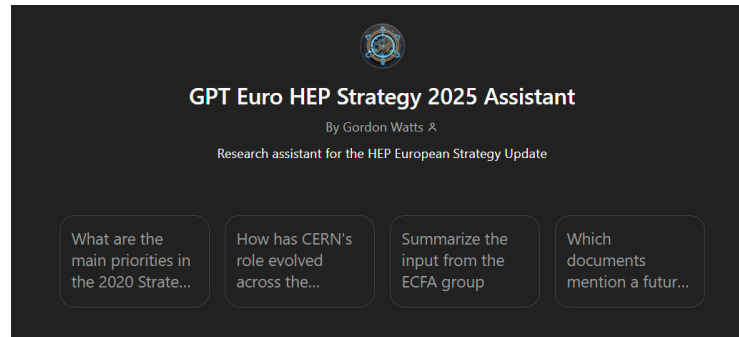 GPT Euro HEP Strategy 2025 Assistant
By Gordon Watts
Research assistant for the HEP European Strategy Update
What are the
main priorities in
the 2020 Strate...
How has CERN's
role evolved
across the...
Summarize the
input from the
ECFA group
Which
documents
mention a futur...